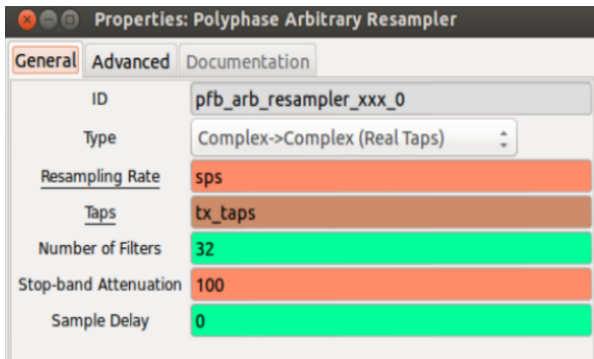 Properties: Polyphase Arbitrary Resampler
General Advanced Documentation
ID pfb_arb_resampler_xxx_0
Type Complex->Complex (Real Taps)
Resampling Rate sps
Taps tx_taps
Number of Filters 32
Stop-band Attenuation 100
Sample Delay 0